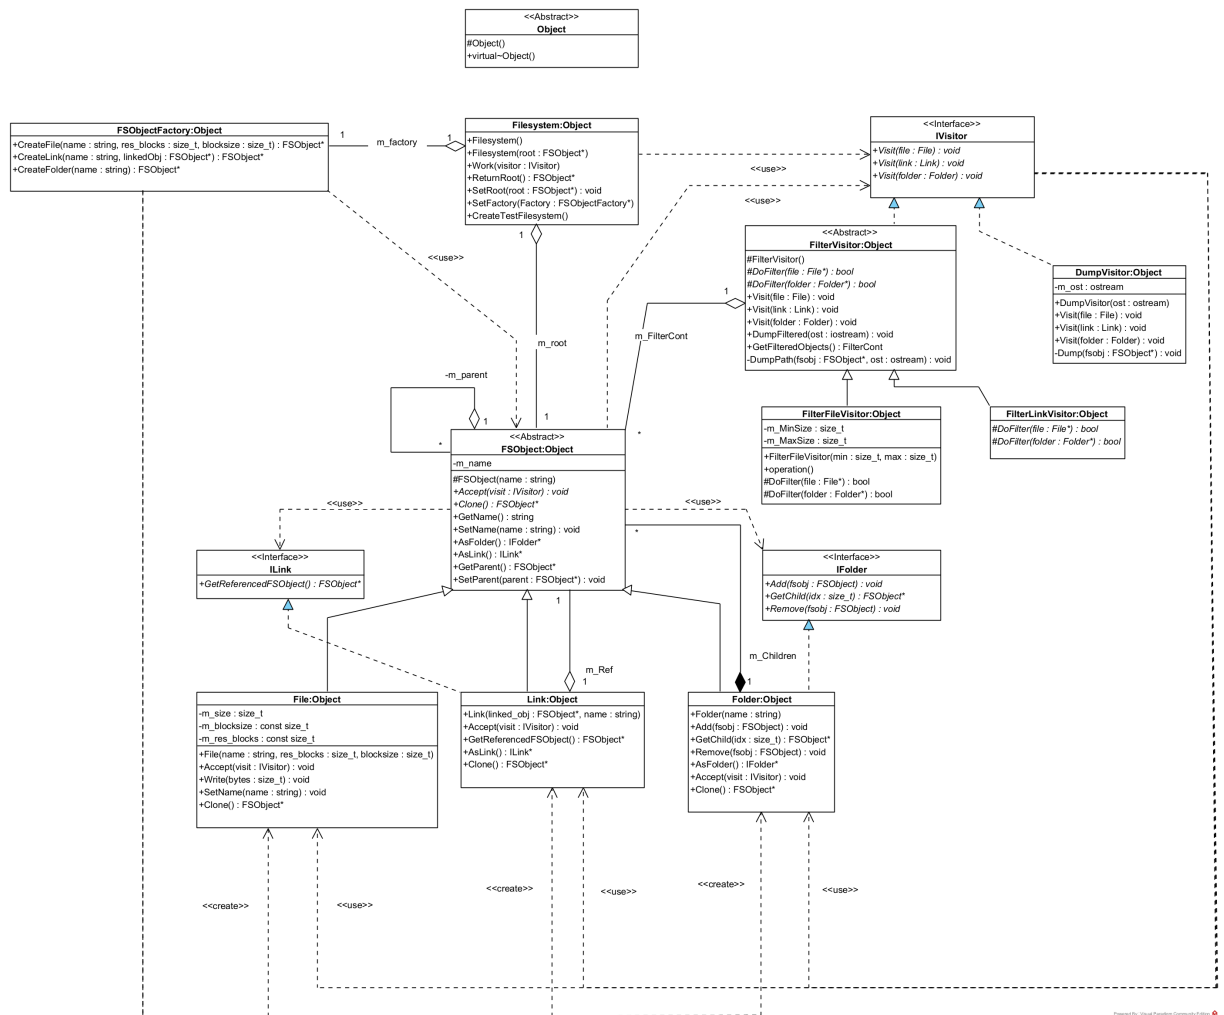 <<Abstract>>
Object
#Object()
+virtual~Object()
FSObjectFactory:Object
+CreateFile(name : string, res_blocks : size_t, blocksize : size_t) : FSObject*
+CreateLink(name : string, linkedObj : FSObject*) : FSObject*
+CreateFolder(name : string) : FSObject*
1
m_factory
1
Filesystem:Object
+Filesystem()
+Filesystem(root : FSObject*)
+Work(visitor : IVisitor)
+ReturnRoot() : FSObject*
+SetRoot(root : FSObject*) : void
+SetFactory(Factory : FSObjectFactory*)
+CreateTestFilesystem()
<<Interface>>
IVisitor
+Visit(file : File) : void
+Visit(link : Link) : void
+Visit(folder : Folder) : void
<<use>>
<<use>>
<<use>>
1
m_root
1
<<Abstract>>
FilterVisitor:Object
#FilterVisitor()
#DoFilter(file : File*) : bool
#DoFilter(folder : Folder*) : bool
+Visit(file : File) : void
+Visit(link : Link) : void
+Visit(folder : Folder) : void
+DumpFiltered(ost : iostream) : void
+GetFilteredObjects() : FilterCont
-DumpPath(fsobj : FSObject*, ost : ostream) : void
DumpVisitor:Object
-m_ost : ostream
+DumpVisitor(ost : ostream)
+Visit(file : File) : void
+Visit(link : Link) : void
+Visit(folder : Folder) : void
-Dump(fsobj : FSObject*) : void
1
m_FilterCont
*
-m_parent
1
*
FilterFileVisitor:Object
-m_MinSize : size_t
-m_MaxSize : size_t
+FilterFileVisitor(min : size_t, max : size_t)
+operation()
#DoFilter(file : File*) : bool
#DoFilter(folder : Folder*) : bool
FilterLinkVisitor:Object
#DoFilter(file : File*) : bool
#DoFilter(folder : Folder*) : bool
<<Abstract>>
FSObject:Object
-m_name
#FSObject(name : string)
+Accept(visit : IVisitor) : void
+Clone() : FSObject*
+GetName() : string
+SetName(name : string) : void
+AsFolder() : IFolder*
+AsLink() : ILink*
+GetParent() : FSObject*
+SetParent(parent : FSObject*) : void
<<use>>
<<use>>
*
<<Interface>>
ILink
+GetReferencedFSObject() : FSObject*
<<Interface>>
IFolder
+Add(fsobj : FSObject) : void
+GetChild(idx : size_t) : FSObject*
+Remove(fsobj : FSObject) : void
1
m_Ref
1
m_Children
1
File:Object
-m_size : size_t
-m_blocksize : const size_t
-m_res_blocks : const size_t
+File(name : string, res_blocks : size_t, blocksize : size_t)
+Accept(visit : IVisitor) : void
+Write(bytes : size_t) : void
+SetName(name : string) : void
+Clone() : FSObject*
Link:Object
+Link(linked_obj : FSObject*, name : string)
+Accept(visit : IVisitor) : void
+GetReferencedFSObject() : FSObject*
+AsLink() : ILink*
+Clone() : FSObject*
Folder:Object
+Folder(name : string)
+Add(fsobj : FSObject) : void
+GetChild(idx : size_t) : FSObject*
+Remove(fsobj : FSObject) : void
+AsFolder() : IFolder*
+Accept(visit : IVisitor) : void
+Clone() : FSObject*
<<create>>
<<use>>
<<create>>
<<use>>
<<create>>
<<use>>